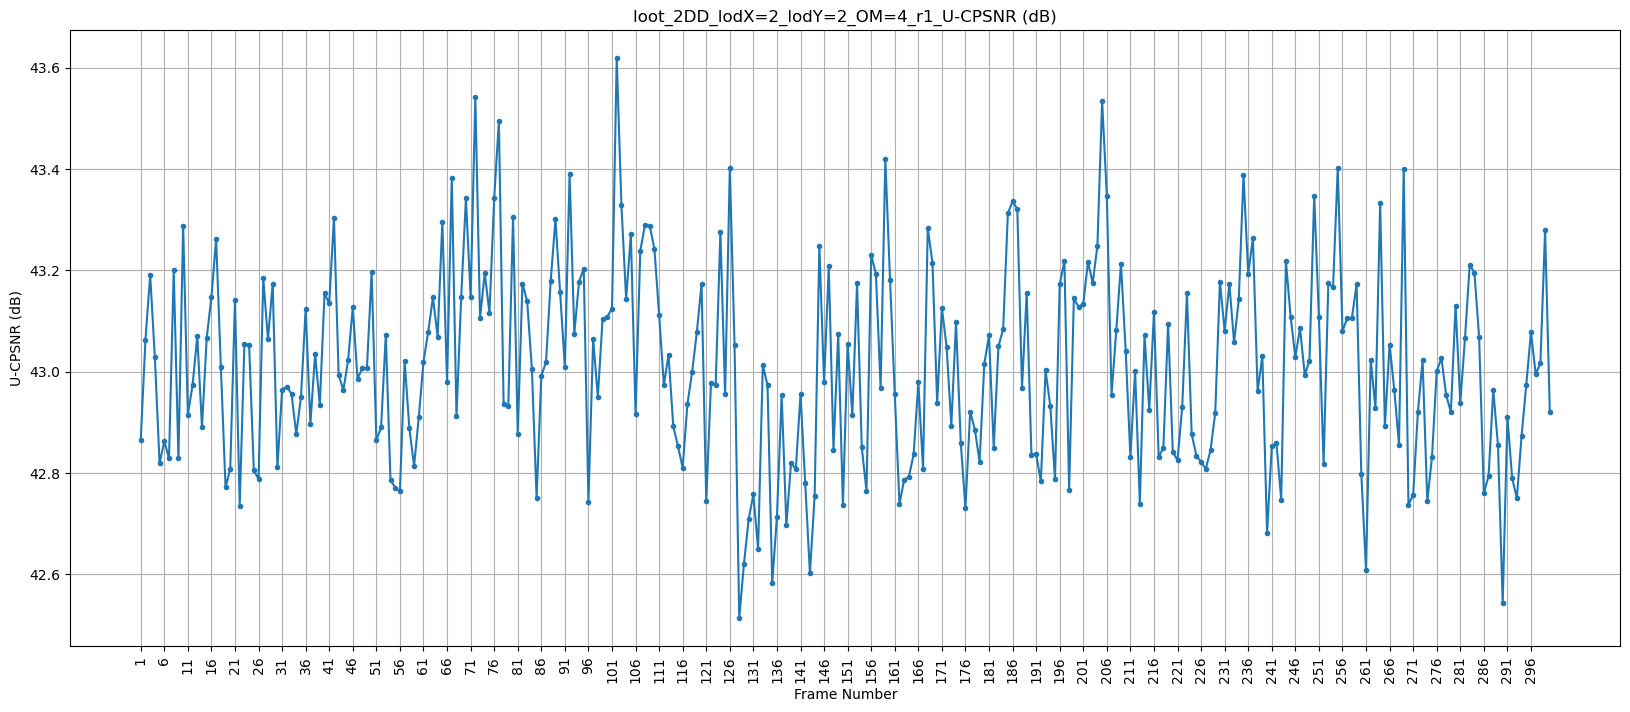 loot_2DD_lodX=2_lodY=2_OM=4_r1_U-CPSNR (dB)
U-CPSNR (dB)
43.6
43.4
43.2
43.0
42.8
42.6
1 6 11 16 21 26 31 36 41 46 51 56 61 66 71 76 81 86 91 96 101 106 111 116 121 126 131 136 141 146 151 156 161 166 171 176 181 186 191 196 201 206 211 216 221 226 231 236 241 246 251 256 261 266 271 276 281 286 291 296
Frame Number